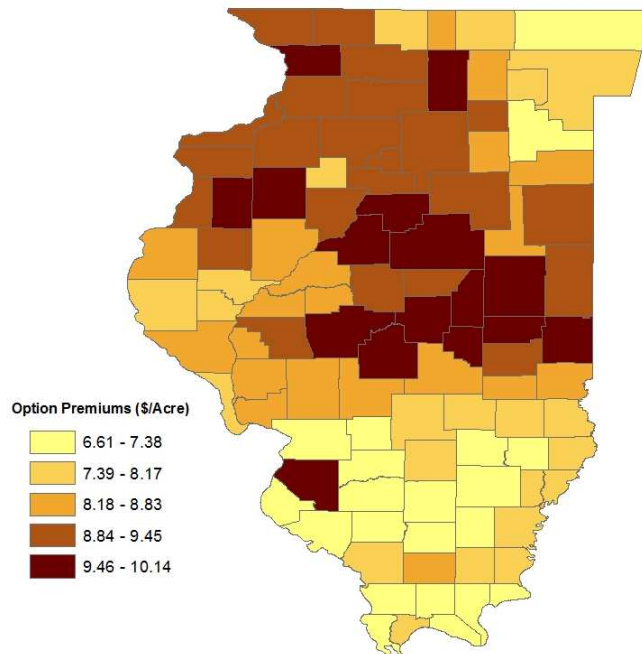 Option Premiums ($/Acre)
6.61 - 7.38
7.39 - 8.17
8.18 - 8.83
8.84 - 9.45
9.46 - 10.14